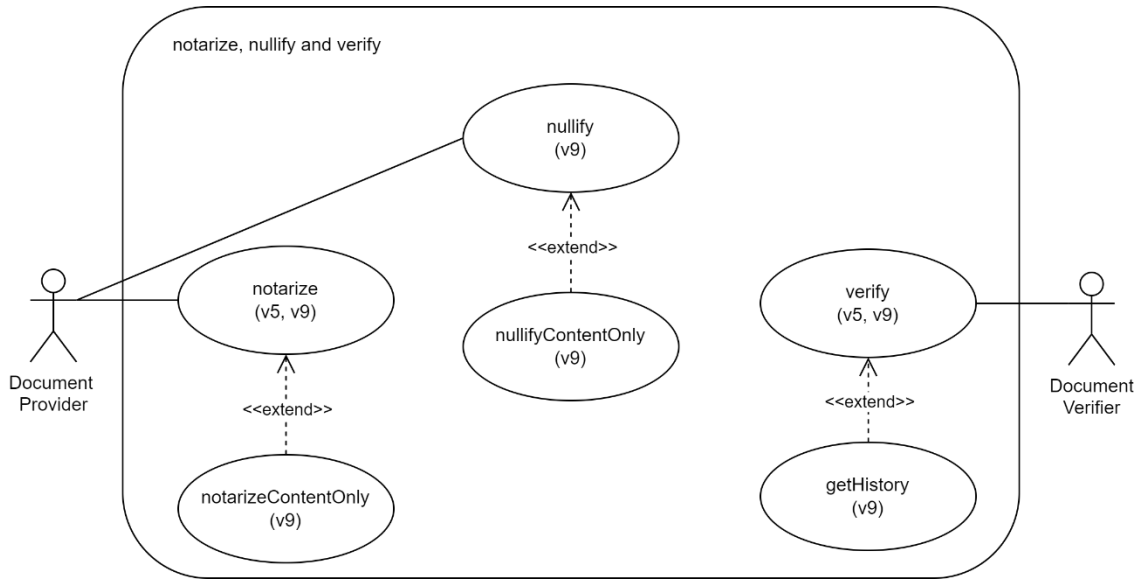 notarize, nullify and verify
nullify
(v9)
<<extend>>
notarize
(v5, v9)
verify
(v5, v9)
nullifyContentOnly
(v9)
Document
Provider
Document
Verifier
<<extend>>
<<extend>>
notarizeContentOnly
(v9)
getHistory
(v9)